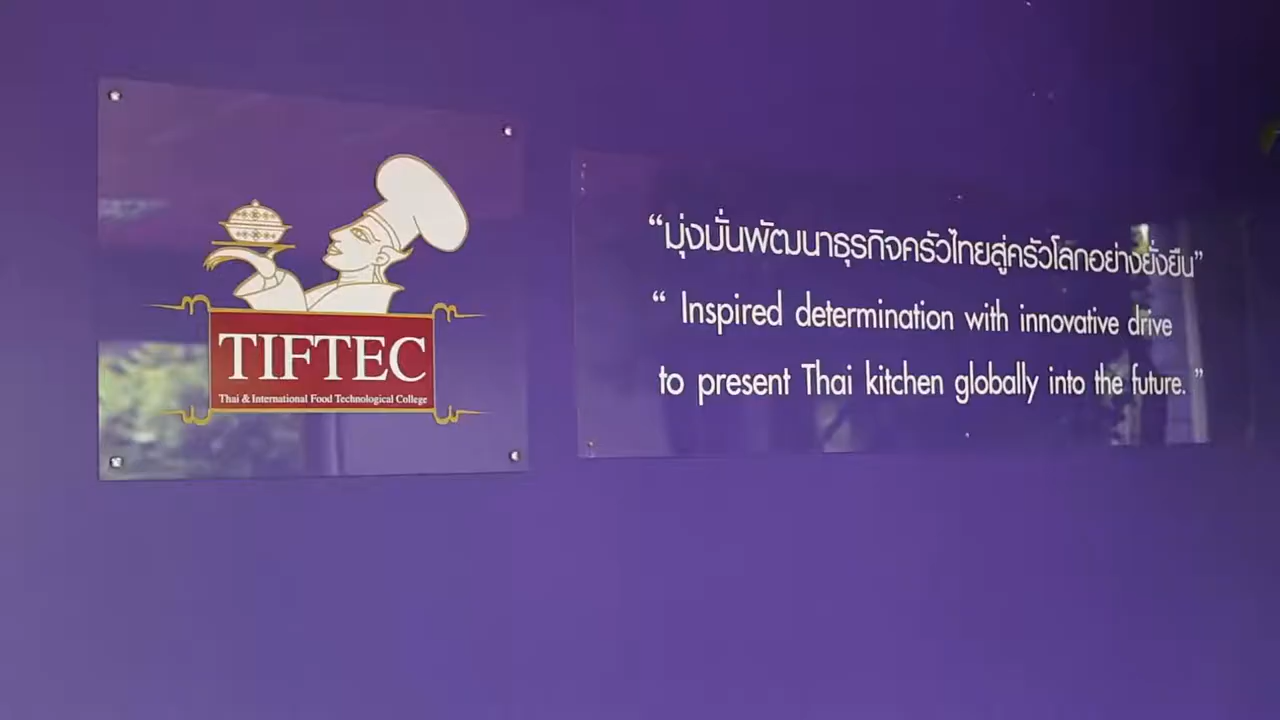 TIFTEC
Thai & International Food Technological College
“มุ่งมั่นพัฒนาธุรกิจครัวไทยสู่ครัวโลกอย่างยั่งยืน”
“ Inspired determination with innovative drive
to present Thai kitchen globally into the future. ”